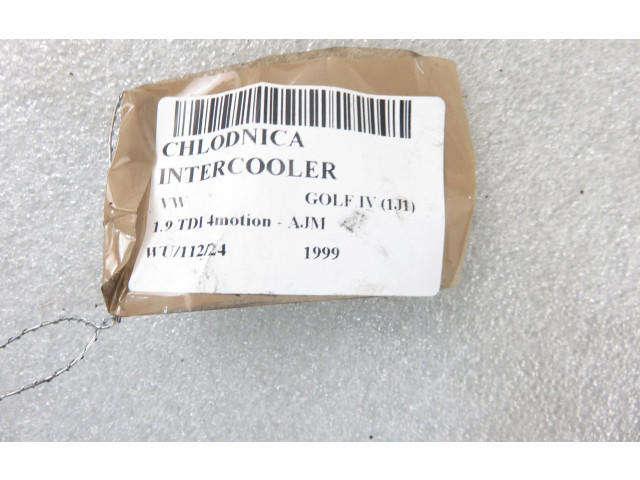 CHLODNICA
INTERCOOLER
VW GOLF IV (1J1)
1.9 TDI 4motion - AJM
WU/112/24 1999